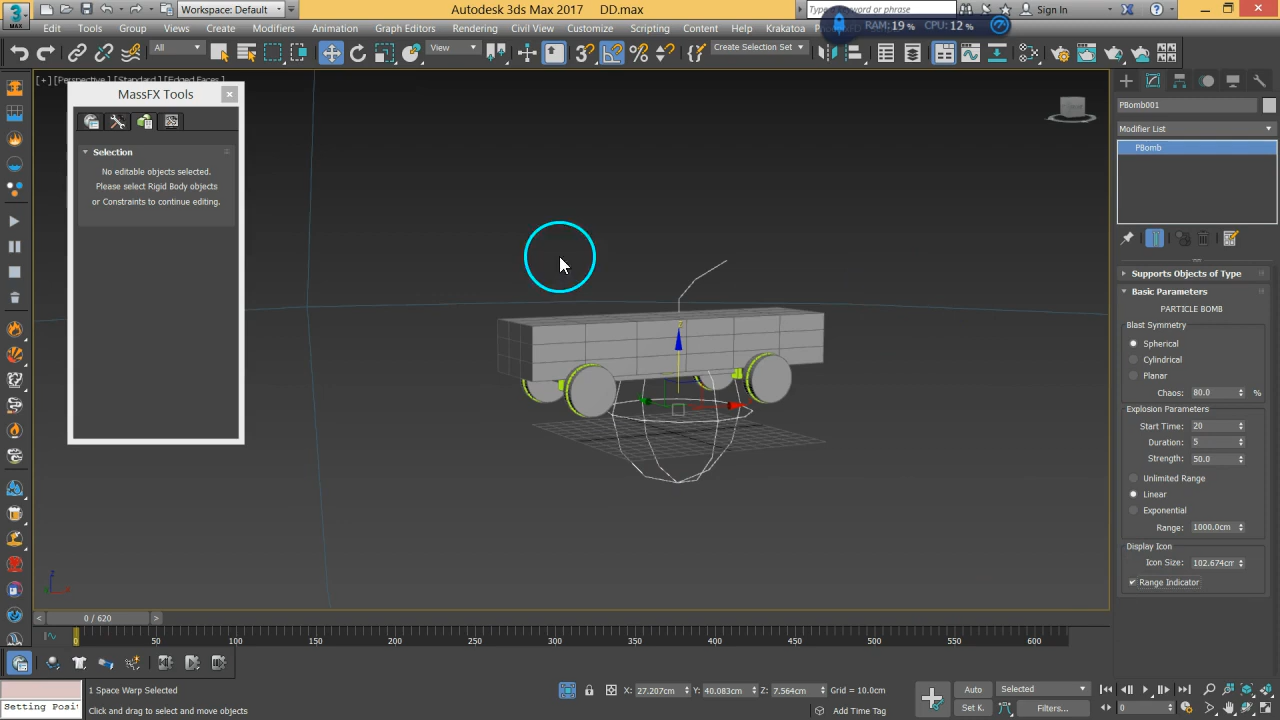 Workspace: Default
Autodesk 3ds Max 2017 DD.max
RAM: 19 % CPU: 12 %
Sign In
Edit Tools Group Views Create Modifiers Animation Graph Editors Rendering Civil View Customize Scripting Content Help Krakatoa
All
View
Create Selection Set
[+] [Perspective] [Standard] [Edged Faces]
MassFX Tools
Selection
No editable objects selected.
Please select Rigid Body objects
or Constraints to continue editing.
PBomb001
Modifier List
PBomb
Supports Objects of Type
Basic Parameters
PARTICLE BOMB
Blast Symmetry
Spherical
Cylindrical
Planar
Chaos: 80.0 %
Explosion Parameters
Start Time: 20
Duration: 5
Strength: 50.0
Unlimited Range
Linear
Exponential
Range: 1000.0cm
Display Icon
Icon Size: 102.674cm
Range Indicator
0 / 620
0 50 100 150 200 250 300 350 400 450 500 550 600
1 Space Warp Selected
X: 27.207cm Y: 40.083cm Z: 7.564cm Grid = 10.0cm
Auto
Selected
Setting Posi
Click and drag to select and move objects
Add Time Tag
Set K.
Filters...
0